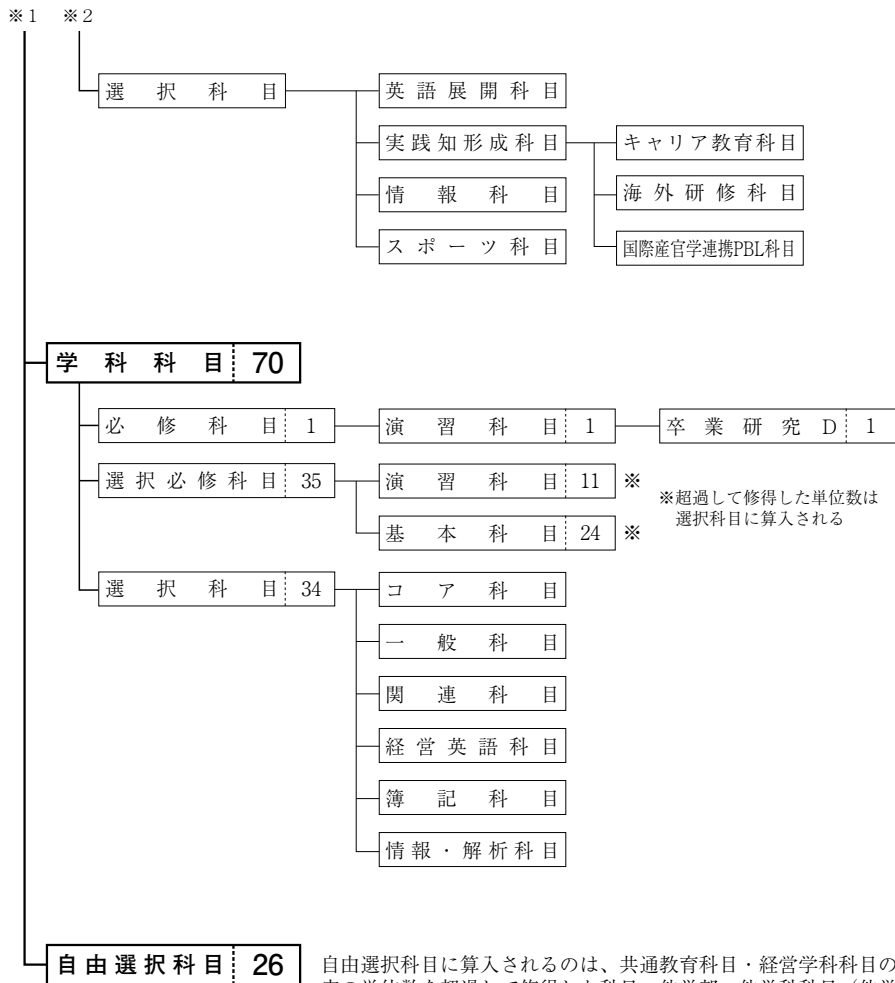 ※1 ※2
選択科目
英語展開科目
実践知形成科目
キャリア教育科目
情報科目
海外研修科目
スポーツ科目
国際産官学連携PBL科目
学科科目 70
必修科目 1
演習科目 1
卒業研究D 1
選択必修科目 35
演習科目 11 ※
基本科目 24 ※
※超過して修得した単位数は
選択科目に算入される
選択科目 34
コア科目
一般科目
関連科目
経営英語科目
簿記科目
情報・解析科目
自由選択科目 26
自由選択科目に算入されるのは、共通教育科目・経営学科科目の